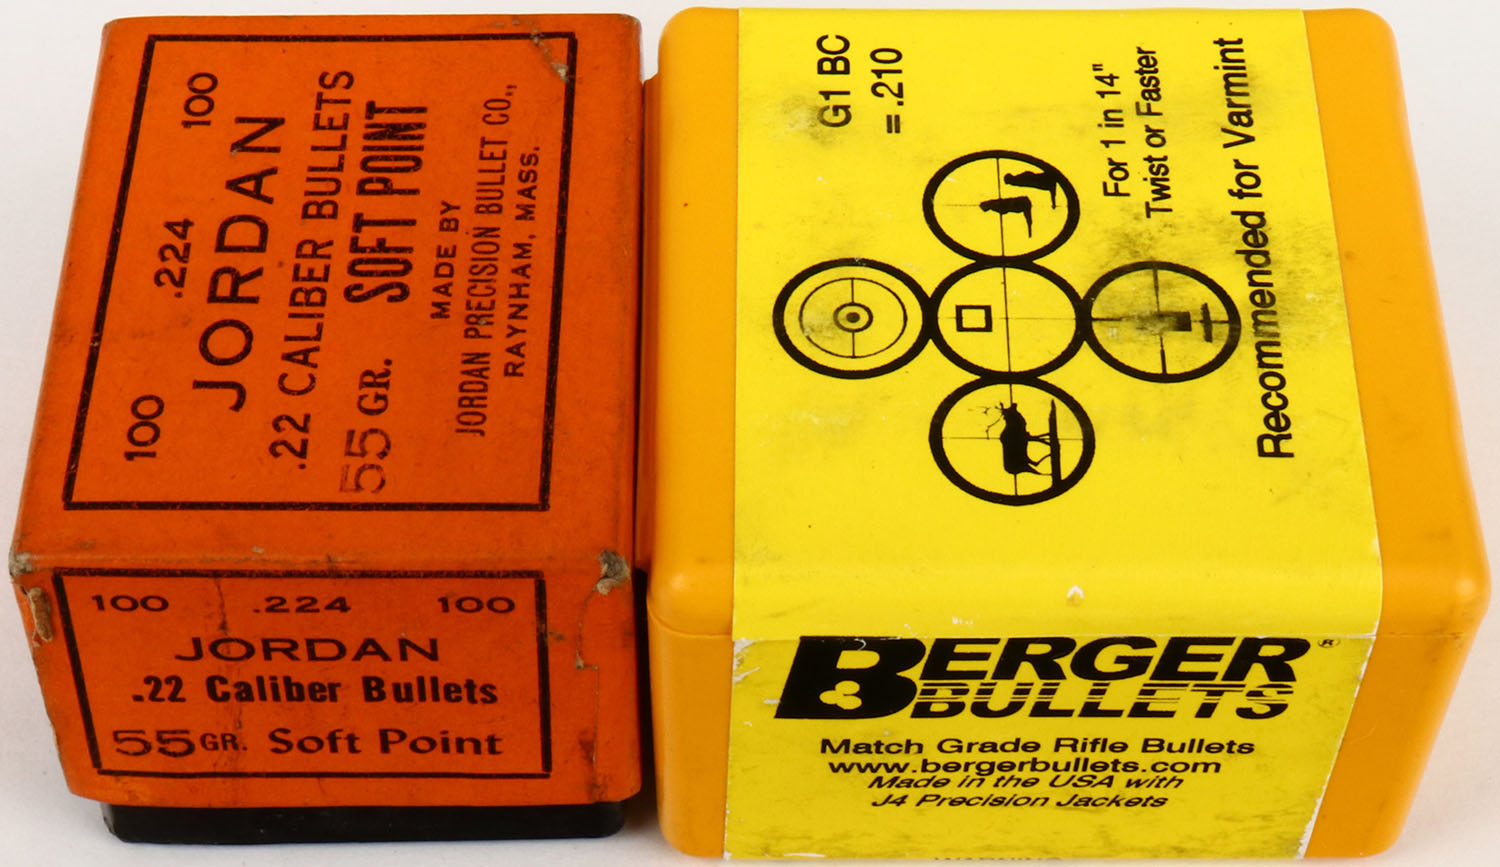 100 .224 100
JORDAN
.22 CALIBER BULLETS
55 GR. SOFT POINT
MADE BY
JORDAN PRECISION BULLET CO.,
RAYNHAM, MASS.
100 .224 100
JORDAN
.22 Caliber Bullets
55 GR. Soft Point
G1 BC
= .210
For 1 in 14"
Twist or Faster
Recommended for Varmint
BERGER®
BULLETS
Match Grade Rifle Bullets
www.bergerbullets.com
Made in the USA with
J4 Precision Jackets